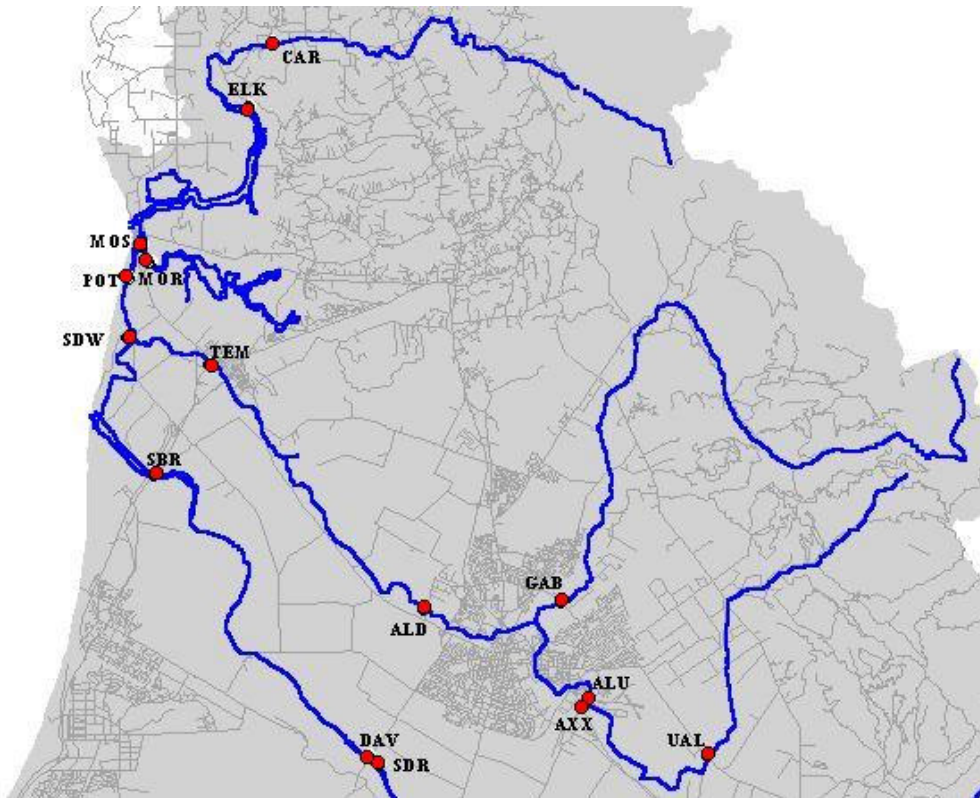 CAR
ELK
MOS
MOR
POT
SDW
TEM
SBR
GAB
ALD
ALU
AXX
UAL
DAV
SDR